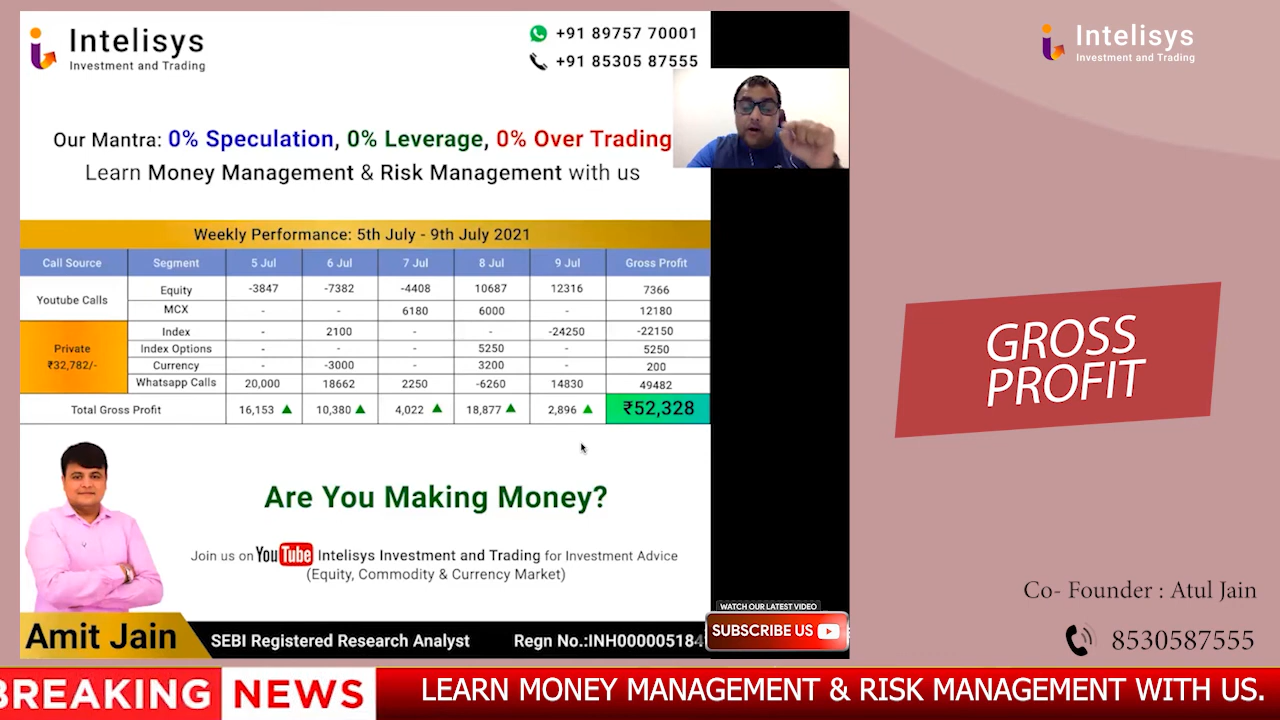 Intelisys
Investment and Trading
+91 89757 70001
+91 85305 87555
Our Mantra: 0% Speculation, 0% Leverage, 0% Over Trading
Learn Money Management & Risk Management with us
Weekly Performance: 5th July - 9th July 2021
Call Source Segment 5 Jul 6 Jul 7 Jul 8 Jul 9 Jul Gross Profit
Youtube Calls
Equity -3847 -7382 -4408 10687 12316 7366
MCX - - 6180 6000 - 12180
Private
₹32,782/-
Index - 2100 - - -24250 -22150
Index Options - - - 5250 - 5250
Currency - -3000 - 3200 - 200
Whatsapp Calls 20,000 18662 2250 -6260 14830 49482
Total Gross Profit 16,153 10,380 4,022 18,877 2,896 ₹52,328
Are You Making Money?
Join us on YouTube Intelisys Investment and Trading for Investment Advice
(Equity, Commodity & Currency Market)
Amit Jain
SEBI Registered Research Analyst
Regn No.:INH00000518
WATCH OUR LATEST VIDEO
SUBSCRIBE US
Intelisys
Investment and Trading
GROSS
PROFIT
Co- Founder : Atul Jain
8530587555
BREAKING NEWS
LEARN MONEY MANAGEMENT & RISK MANAGEMENT WITH US.